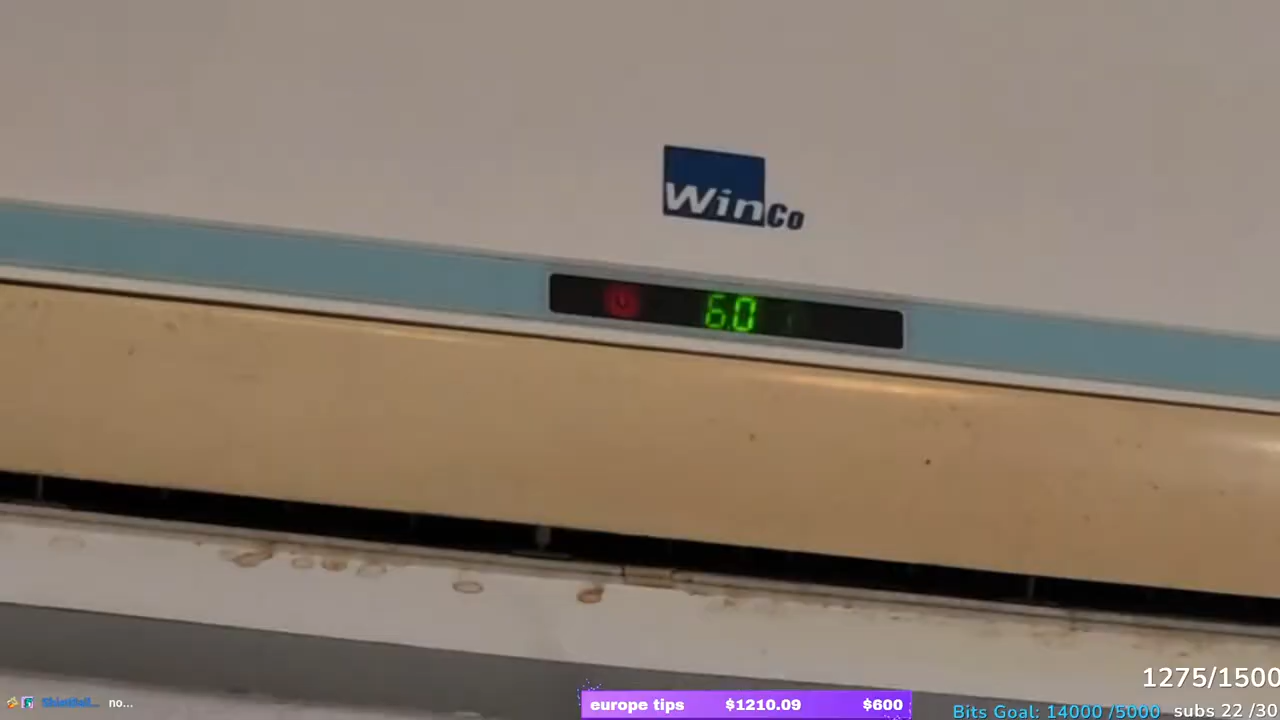 WinCo
60
1275/1500
no...
europe tips $1210.09 $600
Bits Goal: 14000 /5000 subs 22 /30